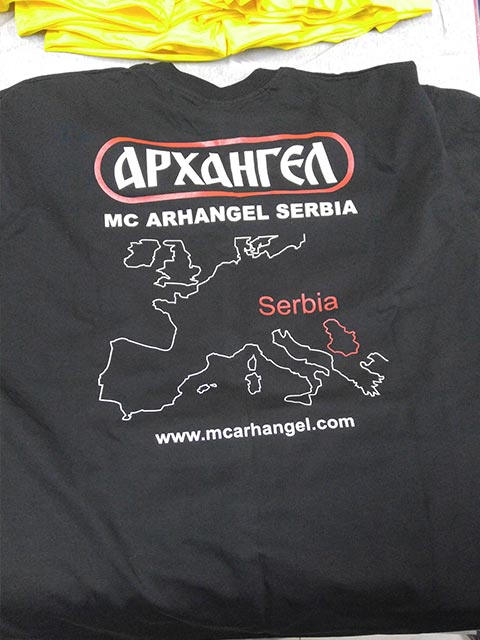 АРХАНГЕЛ
MC ARHANGEL SERBIA
Serbia
www.mcarhangel.com